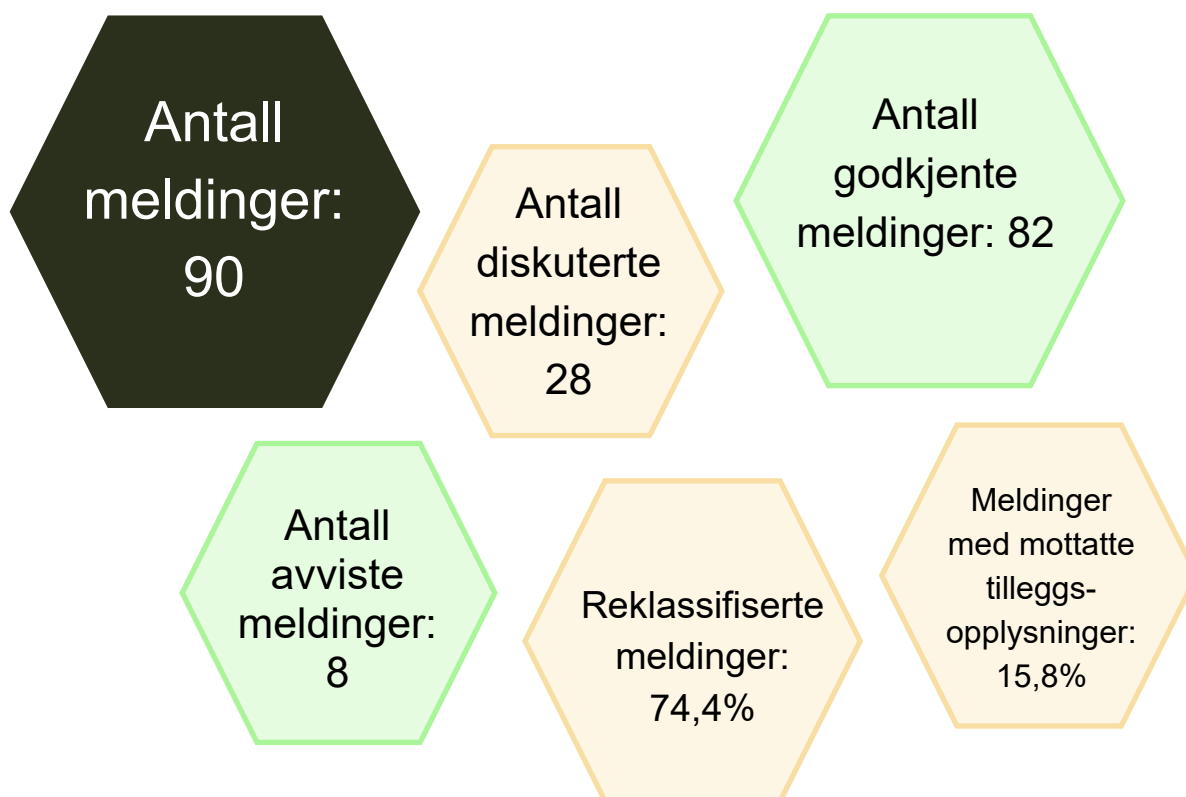 Antall
meldinger:
90
Antall
diskuterte
meldinger:
28
Antall
godkjente
meldinger: 82
Antall
avviste
meldinger:
8
Reklassifiserte
meldinger:
74,4%
Meldinger
med mottatte
tilleggs-
opplysninger:
15,8%